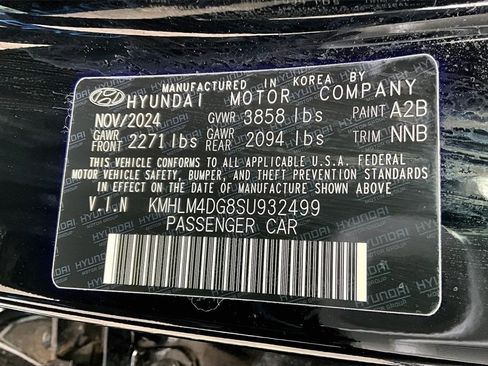 MANUFACTURED IN KOREA BY
HYUNDAI MOTOR COMPANY
NOV/2024 GVWR 3858 lbs PAINT A2B
GAWR FRONT 2271 lbs GAWR REAR 2094 lbs TRIM NNB
THIS VEHICLE CONFORMS TO ALL APPLICABLE U.S.A. FEDERAL
MOTOR VEHICLE SAFETY, BUMPER, AND THEFT PREVENTION STANDARDS
IN EFFECT ON THE DATE OF MANUFACTURE SHOWN ABOVE
V.I.N KMHLM4DG8SU932499
PASSENGER CAR